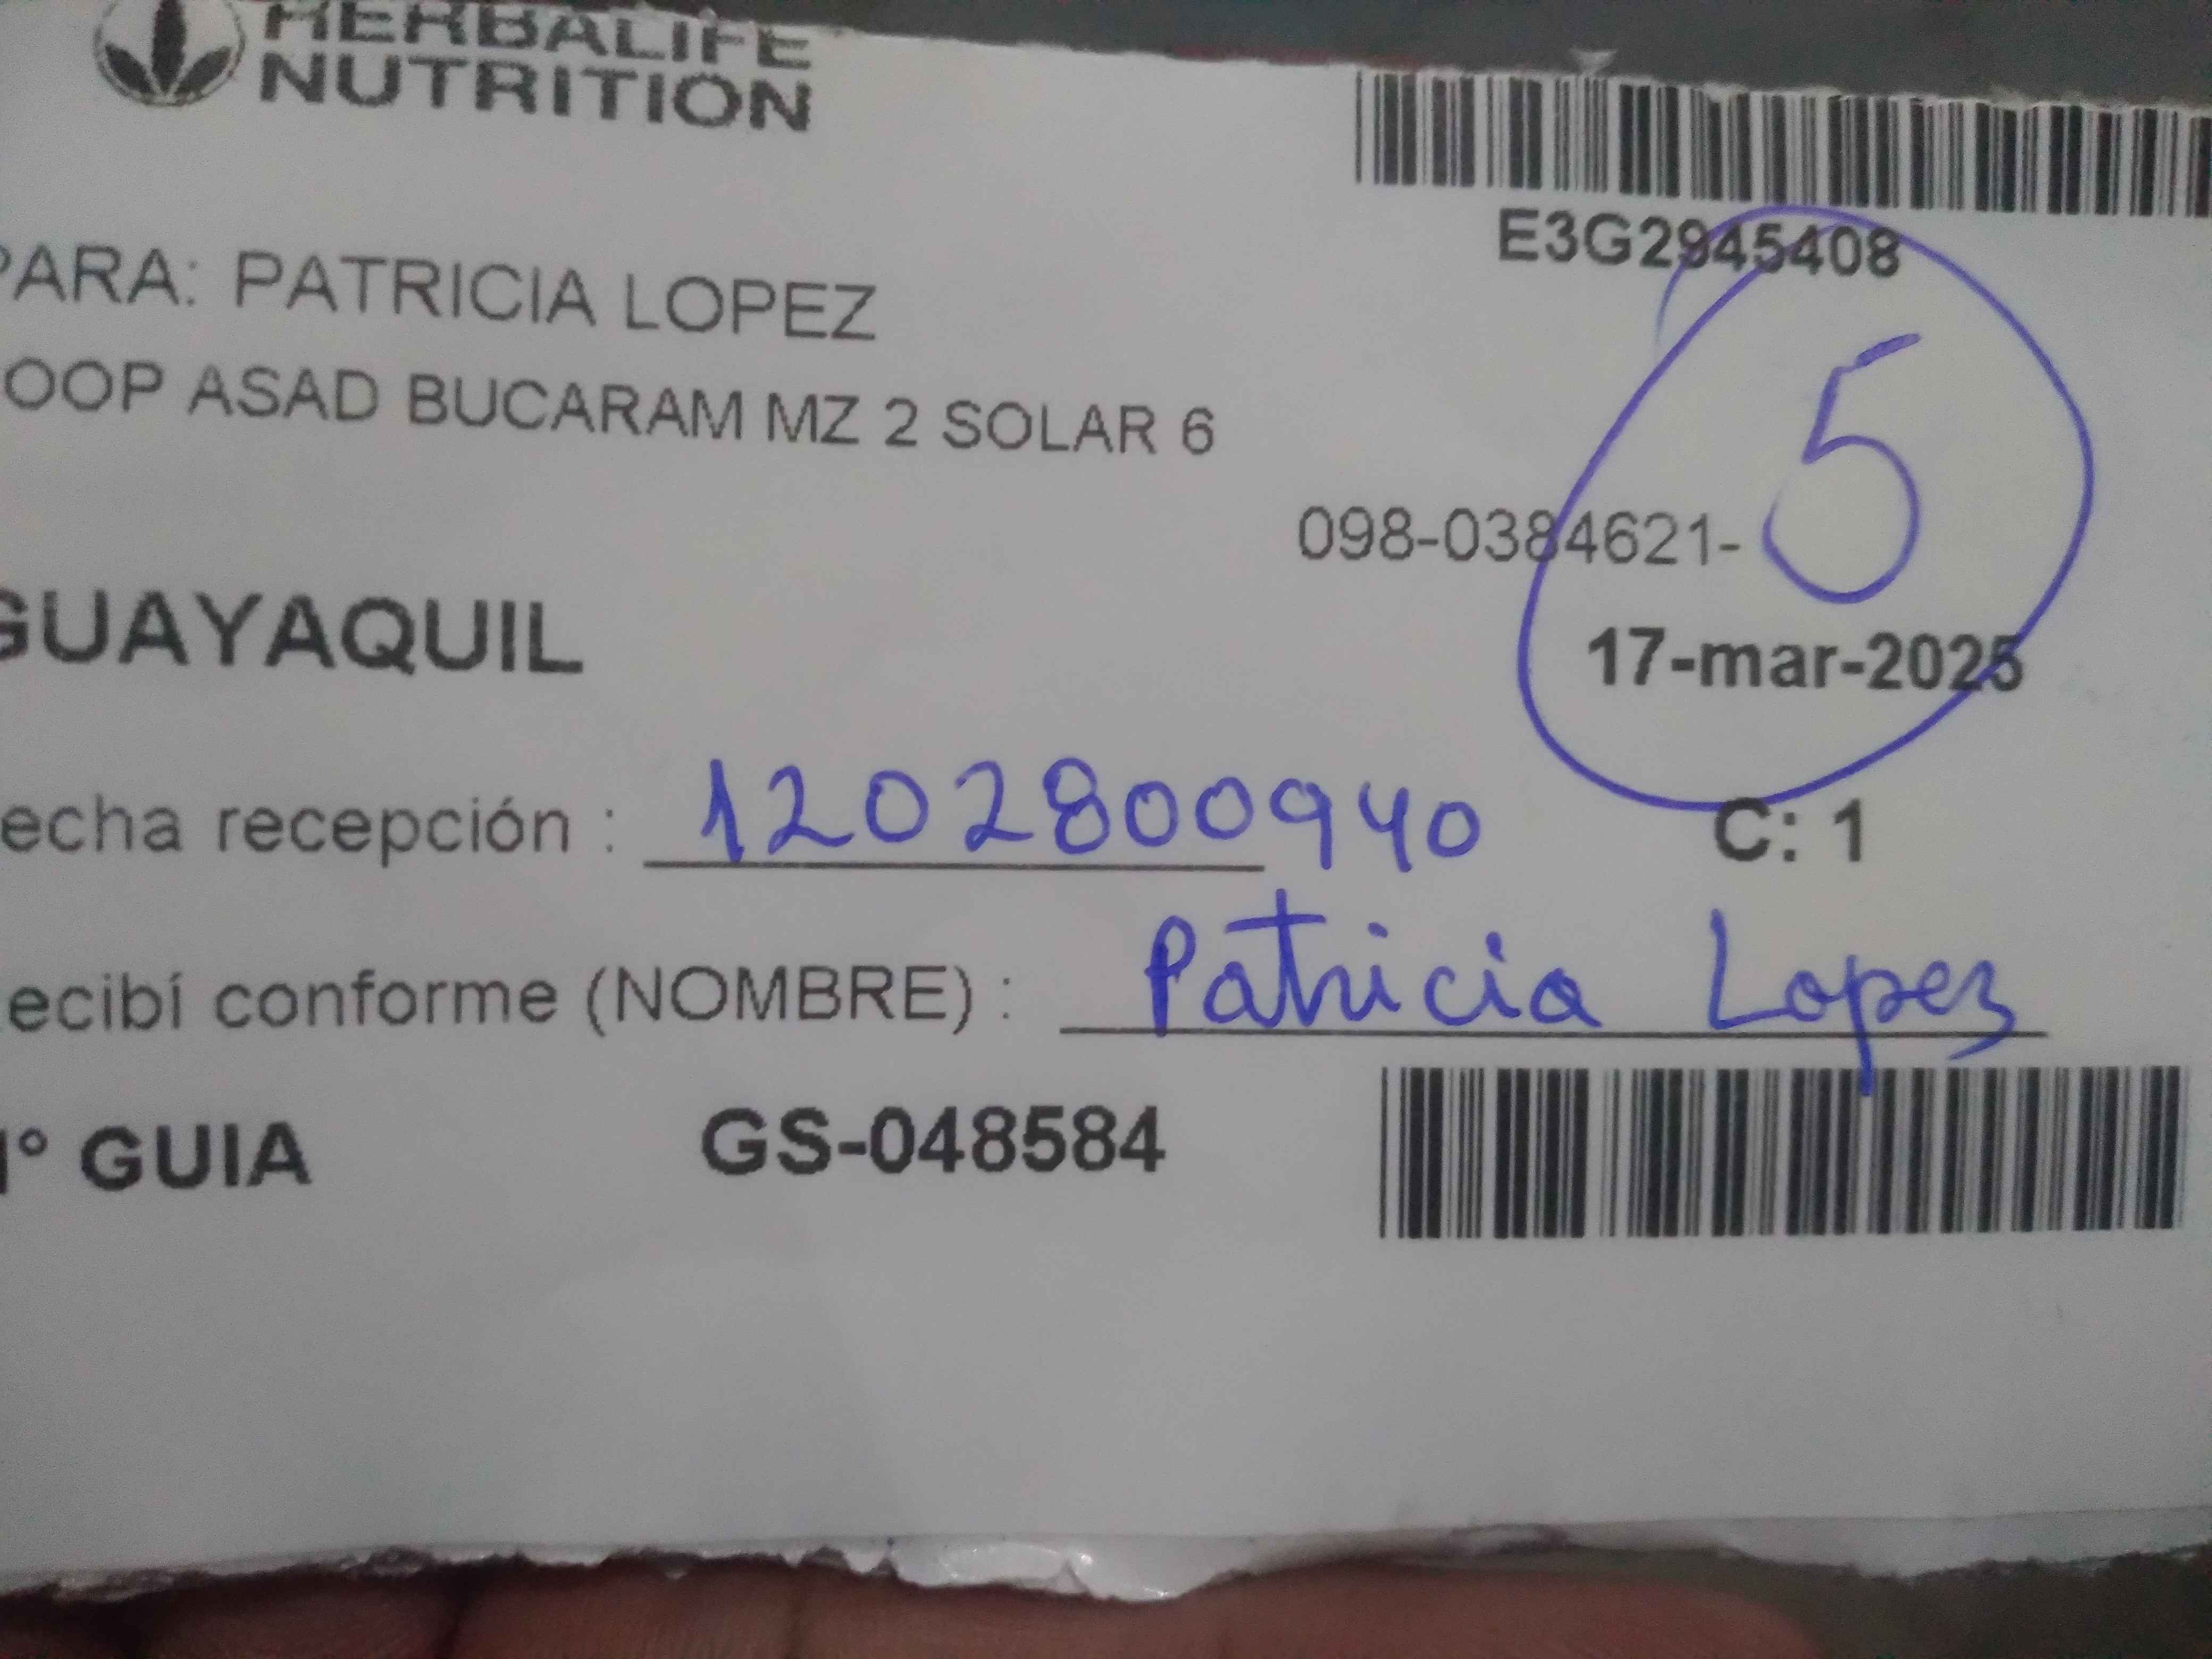 HERBALIFE
NUTRITION
E3G2945408
PARA: PATRICIA LOPEZ
OOP ASAD BUCARAM MZ 2 SOLAR 6
5
098-0384621-
GUAYAQUIL
17-mar-2025
echa recepción : 1202800940
C: 1
ecibí conforme (NOMBRE) : Patricia Lopez
° GUIA GS-048584